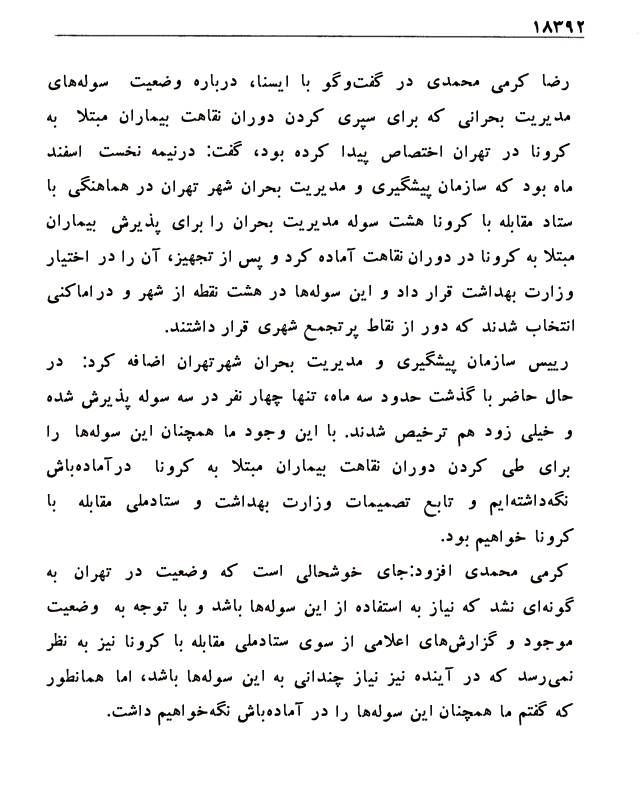 ۱۸۳۹۲
رضا کرمی محمدی در گفت‌وگو با ایسنا، درباره وضعیت سوله‌های
مدیریت بحرانی که برای سپری کردن دوران نقاهت بیماران مبتلا به
کرونا در تهران اختصاص پیدا کرده بود، گفت: درنیمه نخست اسفند
ماه بود که سازمان پیشگیری و مدیریت بحران شهر تهران در هماهنگی با
ستاد مقابله با کرونا هشت سوله مدیریت بحران را برای پذیرش بیماران
مبتلا به کرونا در دوران نقاهت آماده کرد و پس از تجهیز، آن را در اختیار
وزارت بهداشت قرار داد و این سوله‌ها در هشت نقطه از شهر و دراماکنی
انتخاب شدند که دور از نقاط پرتجمع شهری قرار داشتند.
رییس سازمان پیشگیری و مدیریت بحران شهرتهران اضافه کرد: در
حال حاضر با گذشت حدود سه ماه، تنها چهار نفر در سه سوله پذیرش شده
و خیلی زود هم ترخیص شدند. با این وجود ما همچنان این سوله‌ها را
برای طی کردن دوران نقاهت بیماران مبتلا به کرونا درآماده‌باش
نگه‌داشته‌ایم و تابع تصمیمات وزارت بهداشت و ستادملی مقابله با
کرونا خواهیم بود.
کرمی محمدی افزود:جای خوشحالی است که وضعیت در تهران به
گونه‌ای نشد که نیاز به استفاده از این سوله‌ها باشد و با توجه به وضعیت
موجود و گزارش‌های اعلامی از سوی ستادملی مقابله با کرونا نیز به نظر
نمی‌رسد که در آینده نیز نیاز چندانی به این سوله‌ها باشد، اما همانطور
که گفتم ما همچنان این سوله‌ها را در آماده‌باش نگه‌خواهیم داشت.